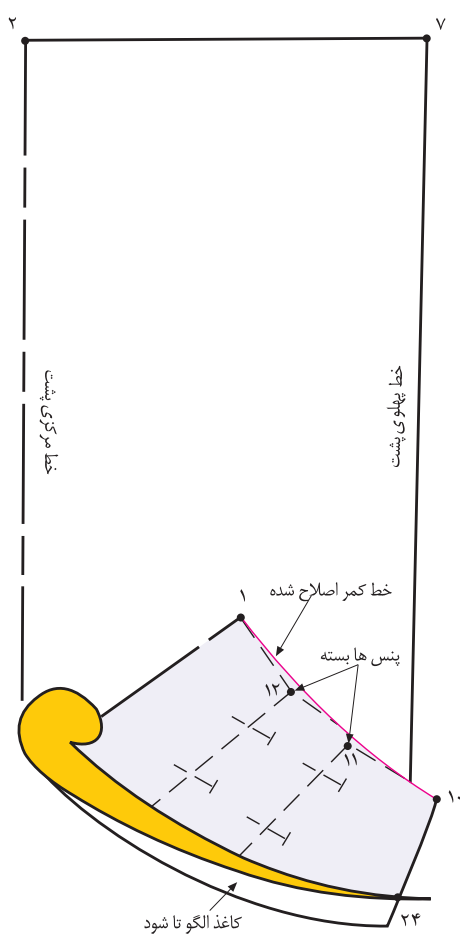 ۲
۷
خط مرکزی پشت
خط پهلوی پشت
۱
خط کمر اصلاح شده
پنس ها بسته
۱۲
۱۱
۱۰
۲۴
کاغذ الگو تا شود